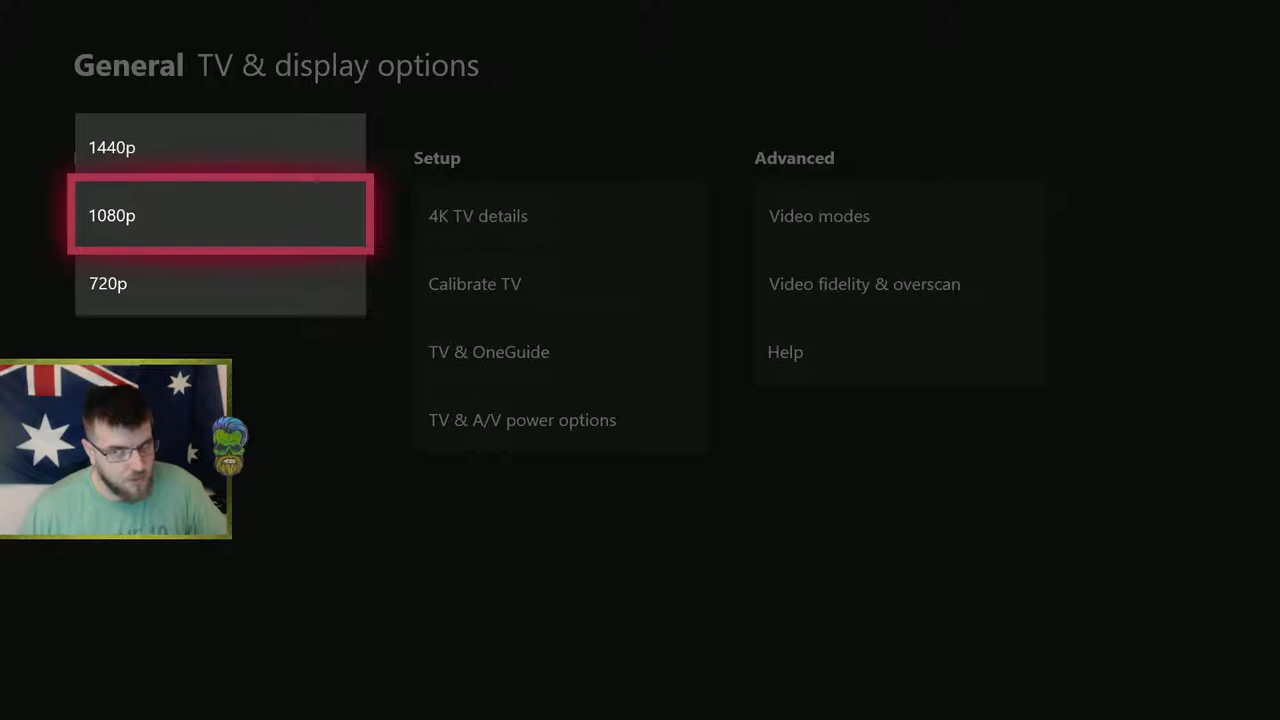 General TV & display options
1440p
1080p
720p
Setup
4K TV details
Calibrate TV
TV & OneGuide
TV & A/V power options
Advanced
Video modes
Video fidelity & overscan
Help